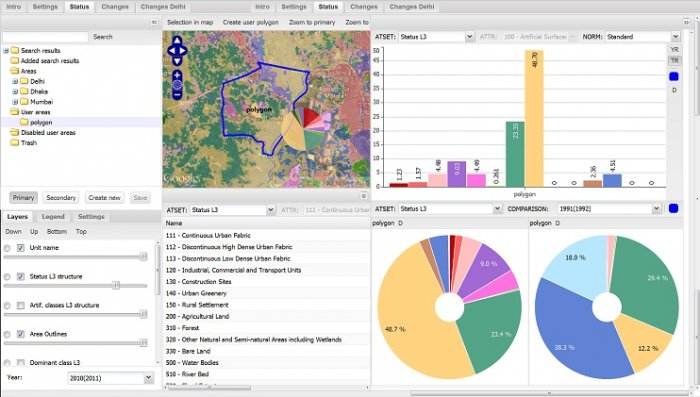 Intro Settings Status Changes Changes Delhi
Intro Settings Status Changes Changes Delhi
Search
Search results
Added search results
Areas
Delhi
Dhaka
Mumbai
User areas
polygon
Disabled user areas
Trash
Primary Secondary Create new Save
Layers Legend Settings
Down Up Bottom Top
Unit name
Status L3 structure
Artif. classes L3 structure
Area Outlines
Dominant class L3
Year: 2010(2011)
Selection in map Create user polygon Zoom to primary Zoom to
polygon
ATSET: Status L3 ATTR: 111 - Continuous Urban F
Name
111 - Continuous Urban Fabric
112 - Discontinuous High Dense Urban Fabric
113 - Discontinuous Low Dense Urban Fabric
120 - Industrial, Commercial and Transport Units
130 - Construction Sites
140 - Urban Greenery
150 - Rural Settlement
200 - Agricultural Land
310 - Forest
320 - Other Natural and Semi-natural Areas including Wetlands
330 - Bare Land
500 - Water Bodies
510 - River Bed
ATSET: Status L3 ATTR: 100 - Artificial Surfaces NORM: Standard
YR
TR
D
50
45
40
35
30
25
20
15
10
5
0
1.23 1.57 4.48 9.03 4.49 0.261 23.35 48.70 0 0 2.36 4.51 0 0
polygon
ATSET: Status L3 COMPARISON: 1991(1992)
polygon D
9.0 %
23.4 %
48.7 %
polygon D
18.0 %
29.4 %
12.2 %
38.3 %